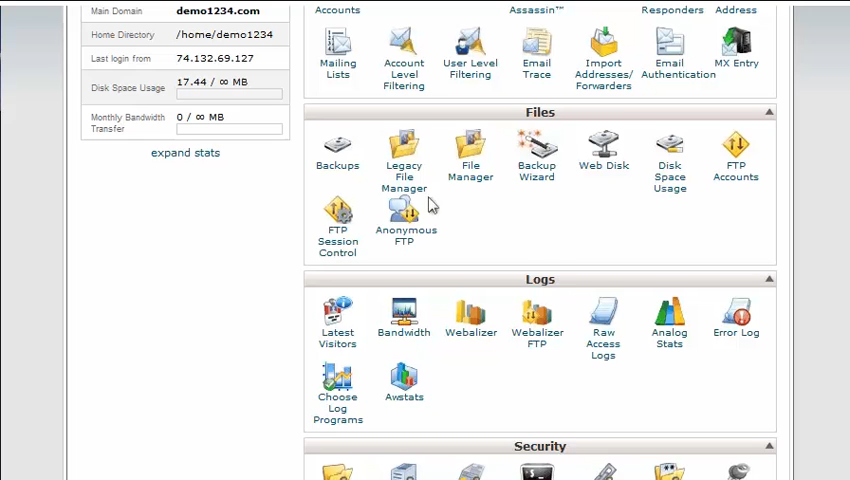 Main Domain demo1234.com
Home Directory /home/demo1234
Last login from 74.132.69.127
Disk Space Usage 17.44 / ∞ MB
Monthly Bandwidth Transfer 0 / ∞ MB
expand stats
Accounts Assassin™ Responders Address
Mailing Lists
Account Level Filtering
User Level Filtering
Email Trace
Import Addresses/ Forwarders
Email Authentication
MX Entry
Files
Backups
Legacy File Manager
File Manager
Backup Wizard
Web Disk
Disk Space Usage
FTP Accounts
FTP Session Control
Anonymous FTP
Logs
Latest Visitors
Bandwidth
Webalizer
Webalizer FTP
Raw Access Logs
Analog Stats
Error Log
Choose Log Programs
Awstats
Security